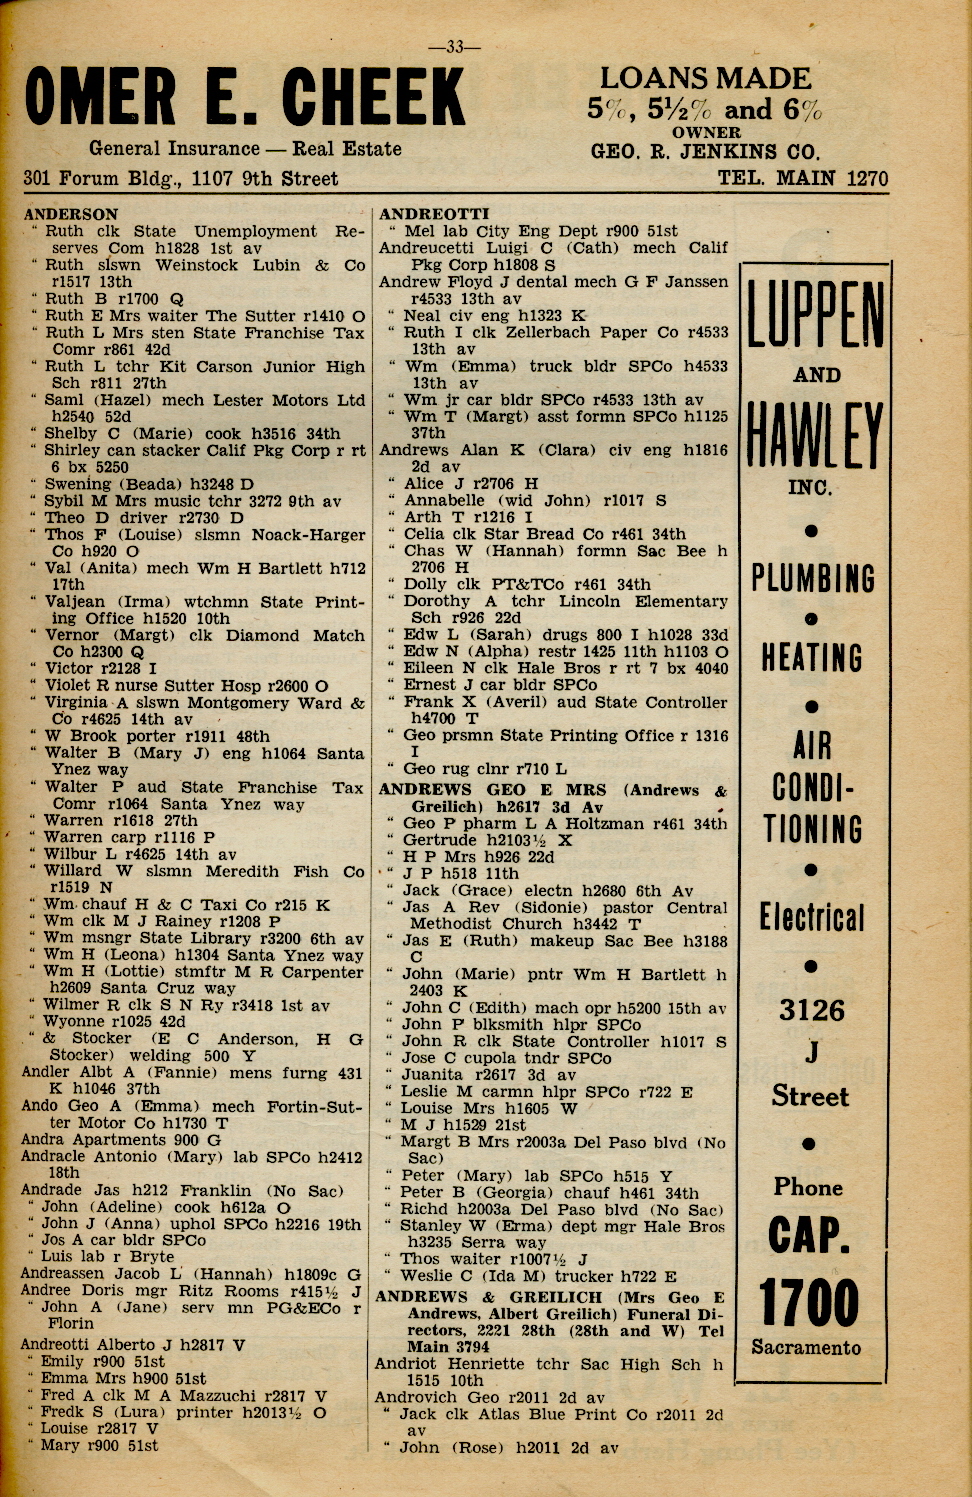 —33—
OMER E. CHEEK
General Insurance — Real Estate
301 Forum Bldg., 1107 9th Street
LOANS MADE
5%, 5½% and 6%
OWNER
GEO. R. JENKINS CO.
TEL. MAIN 1270
ANDERSON
" Ruth clk State Unemployment Re-
serves Com h1828 1st av
" Ruth slswn Weinstock Lubin & Co
r1517 13th
" Ruth B r1700 Q
" Ruth E Mrs waiter The Sutter r1410 O
" Ruth L Mrs sten State Franchise Tax
Comr r861 42d
" Ruth L tchr Kit Carson Junior High
Sch r811 27th
" Saml (Hazel) mech Lester Motors Ltd
h2540 52d
" Shelby C (Marie) cook h3516 34th
" Shirley can stacker Calif Pkg Corp r rt
6 bx 5250
" Swening (Beada) h3248 D
" Sybil M Mrs music tchr 3272 9th av
" Theo D driver r2730 D
" Thos F (Louise) slsmn Noack-Harger
Co h920 O
" Val (Anita) mech Wm H Bartlett h712
17th
" Valjean (Irma) wtchmn State Print-
ing Office h1520 10th
" Vernor (Margt) clk Diamond Match
Co h2300 Q
" Victor r2128 I
" Violet R nurse Sutter Hosp r2600 O
" Virginia A slswn Montgomery Ward &
Co r4625 14th av
" W Brook porter r1911 48th
" Walter B (Mary J) eng h1064 Santa
Ynez way
" Walter P aud State Franchise Tax
Comr r1064 Santa Ynez way
" Warren r1618 27th
" Warren carp r1116 P
" Wilbur L r4625 14th av
" Willard W slsmn Meredith Fish Co
r1519 N
" Wm chauf H & C Taxi Co r215 K
" Wm clk M J Rainey r1208 P
" Wm msngr State Library r3200 6th av
" Wm H (Leona) h1304 Santa Ynez way
" Wm H (Lottie) stmftr M R Carpenter
h2609 Santa Cruz way
" Wilmer R clk S N Ry r3418 1st av
" Wyonne r1025 42d
" & Stocker (E C Anderson, H G
Stocker) welding 500 Y
Andler Albt A (Fannie) mens furng 431
K h1046 37th
Ando Geo A (Emma) mech Fortin-Sut-
ter Motor Co h1730 T
Andra Apartments 900 G
Andracle Antonio (Mary) lab SPCo h2412
18th
Andrade Jas h212 Franklin (No Sac)
" John (Adeline) cook h612a O
" John J (Anna) uphol SPCo h2216 19th
" Jos A car bldr SPCo
" Luis lab r Bryte
Andreassen Jacob L (Hannah) h1809c G
Andree Doris mgr Ritz Rooms r415½ J
" John A (Jane) serv mn PG&ECo r
Florin
Andreotti Alberto J h2817 V
" Emily r900 51st
" Emma Mrs h900 51st
" Fred A clk M A Mazzuchi r2817 V
" Fredk S (Lura) printer h2013½ O
" Louise r2817 V
" Mary r900 51st
ANDREOTTI
" Mel lab City Eng Dept r900 51st
Andreucetti Luigi C (Cath) mech Calif
Pkg Corp h1808 S
Andrew Floyd J dental mech G F Janssen
r4533 13th av
" Neal civ eng h1323 K
" Ruth I clk Zellerbach Paper Co r4533
13th av
" Wm (Emma) truck bldr SPCo h4533
13th av
" Wm jr car bldr SPCo r4533 13th av
" Wm T (Margt) asst formn SPCo h1125
37th
Andrews Alan K (Clara) civ eng h1816
2d av
" Alice J r2706 H
" Annabelle (wid John) r1017 S
" Arth T r1216 I
" Celia clk Star Bread Co r461 34th
" Chas W (Hannah) formn Sac Bee h
2706 H
" Dolly clk PT&TCo r461 34th
" Dorothy A tchr Lincoln Elementary
Sch r926 22d
" Edw L (Sarah) drugs 800 I h1028 33d
" Edw N (Alpha) restr 1425 11th h1103 O
" Eileen N clk Hale Bros r rt 7 bx 4040
" Ernest J car bldr SPCo
" Frank X (Averil) aud State Controller
h4700 T
" Geo prsmn State Printing Office r 1316
I
" Geo rug clnr r710 L
ANDREWS GEO E MRS (Andrews &
Greilich) h2617 3d Av
" Geo P pharm L A Holtzman r461 34th
" Gertrude h2103½ X
" H P Mrs h926 22d
" J P h518 11th
" Jack (Grace) electn h2680 6th Av
" Jas A Rev (Sidonie) pastor Central
Methodist Church h3442 T
" Jas E (Ruth) makeup Sac Bee h3188
C
" John (Marie) pntr Wm H Bartlett h
2403 K
" John C (Edith) mach opr h5200 15th av
" John P blksmith hlpr SPCo
" John R clk State Controller h1017 S
" Jose C cupola tndr SPCo
" Juanita r2617 3d av
" Leslie M carmn hlpr SPCo r722 E
" Louise Mrs h1605 W
" M J h1529 21st
" Margt B Mrs r2003a Del Paso blvd (No
Sac)
" Peter (Mary) lab SPCo h515 Y
" Peter B (Georgia) chauf h461 34th
" Richd h2003a Del Paso blvd (No Sac)
" Stanley W (Erma) dept mgr Hale Bros
h3235 Serra way
" Thos waiter r1007½ J
" Weslie C (Ida M) trucker h722 E
ANDREWS & GREILICH (Mrs Geo E
Andrews, Albert Greilich) Funeral Di-
rectors, 2221 28th (28th and W) Tel
Main 3794
Andriot Henriette tchr Sac High Sch h
1515 10th
Androvich Geo r2011 2d av
" Jack clk Atlas Blue Print Co r2011 2d
av
" John (Rose) h2011 2d av
LUPPEN
AND
HAWLEY
INC.
•
PLUMBING
•
HEATING
•
AIR
CONDI-
TIONING
•
Electrical
•
3126
J
Street
•
Phone
CAP.
1700
Sacramento